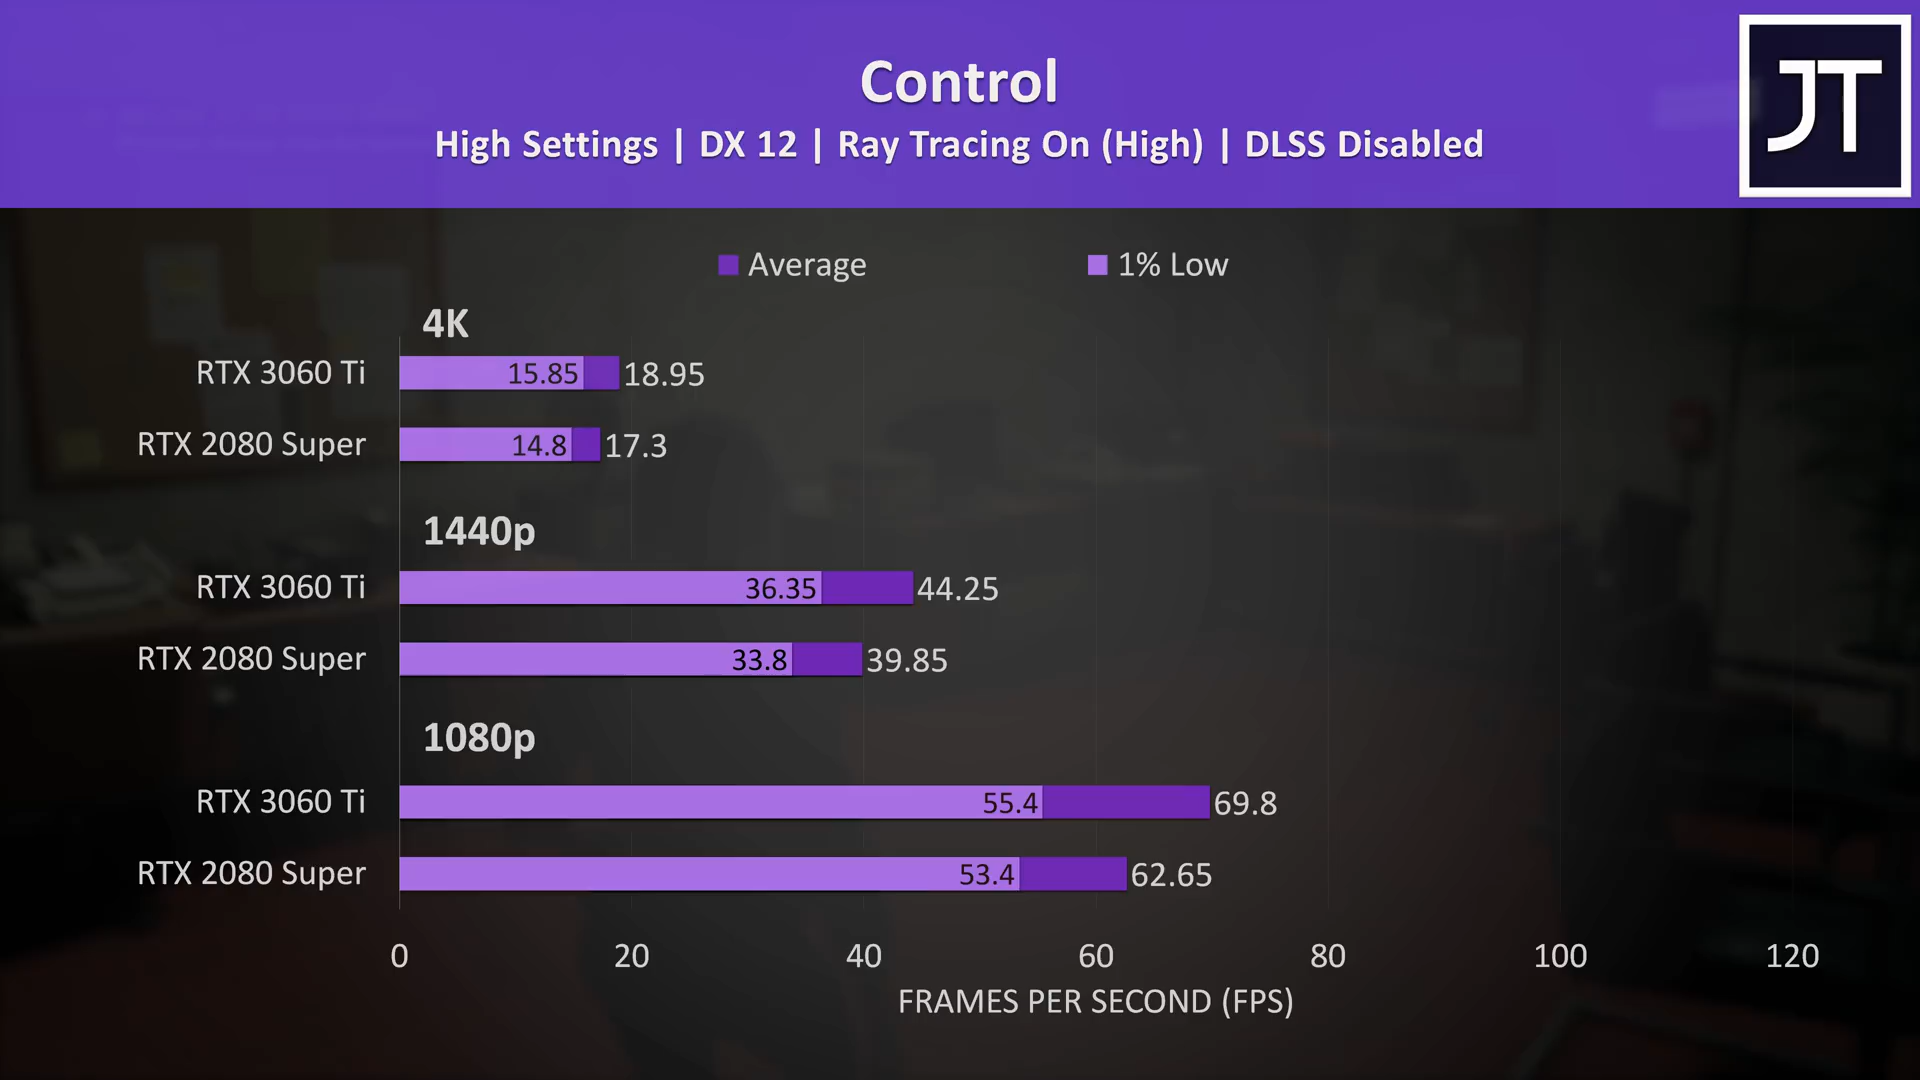 Control
JT
High Settings | DX 12 | Ray Tracing On (High) | DLSS Disabled
Average
1% Low
4K
RTX 3060 Ti
15.85
18.95
RTX 2080 Super
14.8
17.3
1440p
RTX 3060 Ti
36.35
44.25
RTX 2080 Super
33.8
39.85
1080p
RTX 3060 Ti
55.4
69.8
RTX 2080 Super
53.4
62.65
0 20 40 60 80 100 120
FRAMES PER SECOND (FPS)